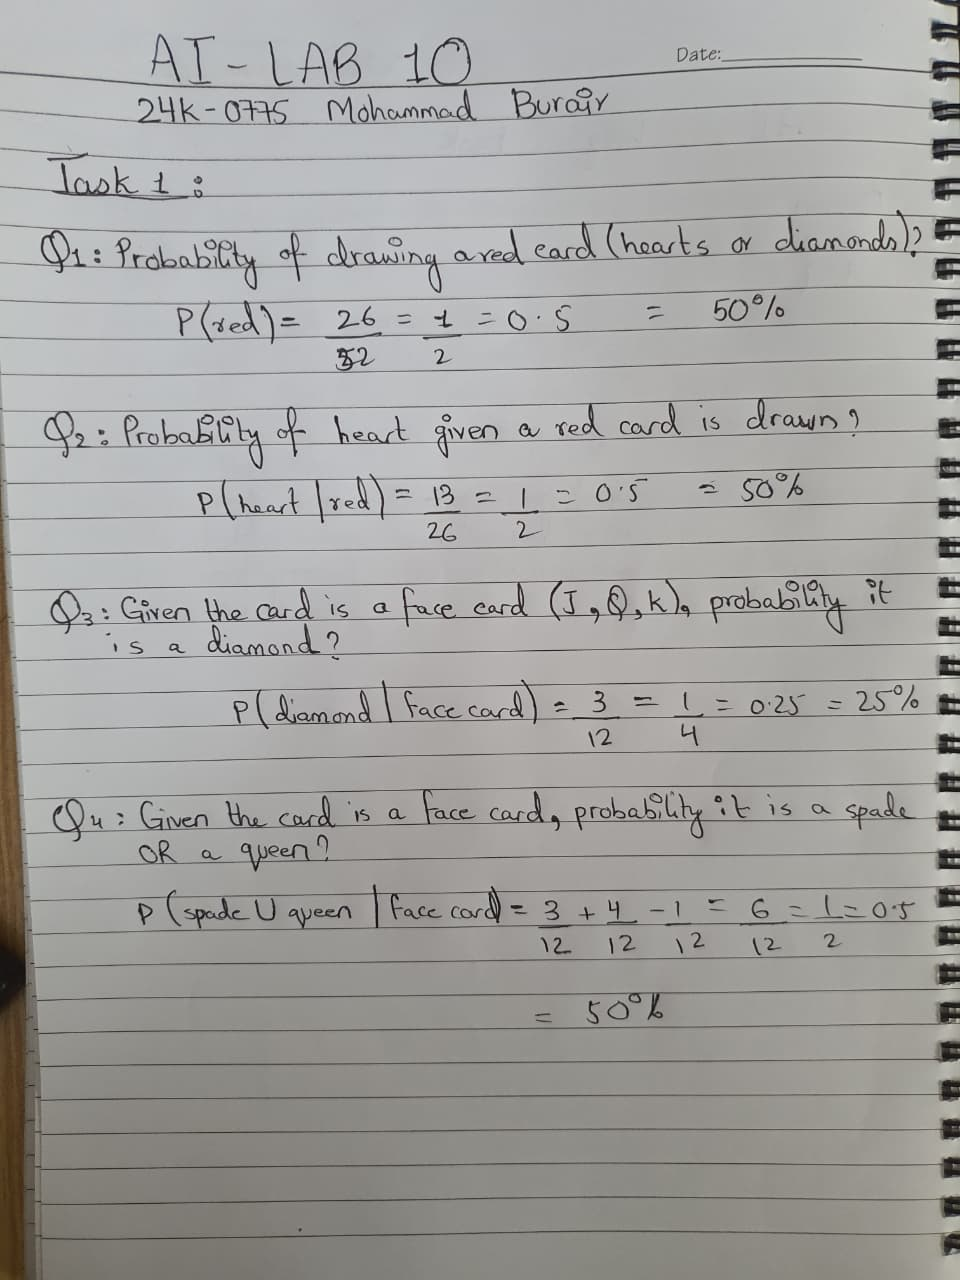 AI-LAB 10
Date:
24K-0775 Mohammad Burair
Task 1:
Q1: Probability of drawing a red card (hearts or diamonds)?
P(red) = 26/52 = 1/2 = 0.5 = 50%
Q2: Probability of heart given a red card is drawn?
P(heart | red) = 13/26 = 1/2 = 0.5 = 50%
Q3: Given the card is a face card (J, Q, K), probability it
is a diamond?
P(diamond | face card) = 3/12 = 1/4 = 0.25 = 25%
Q4: Given the card is a face card, probability it is a spade
OR a queen?
P(spade U queen | face card) = 3/12 + 4/12 - 1/12 = 6/12 = 1/2 = 0.5
= 50%